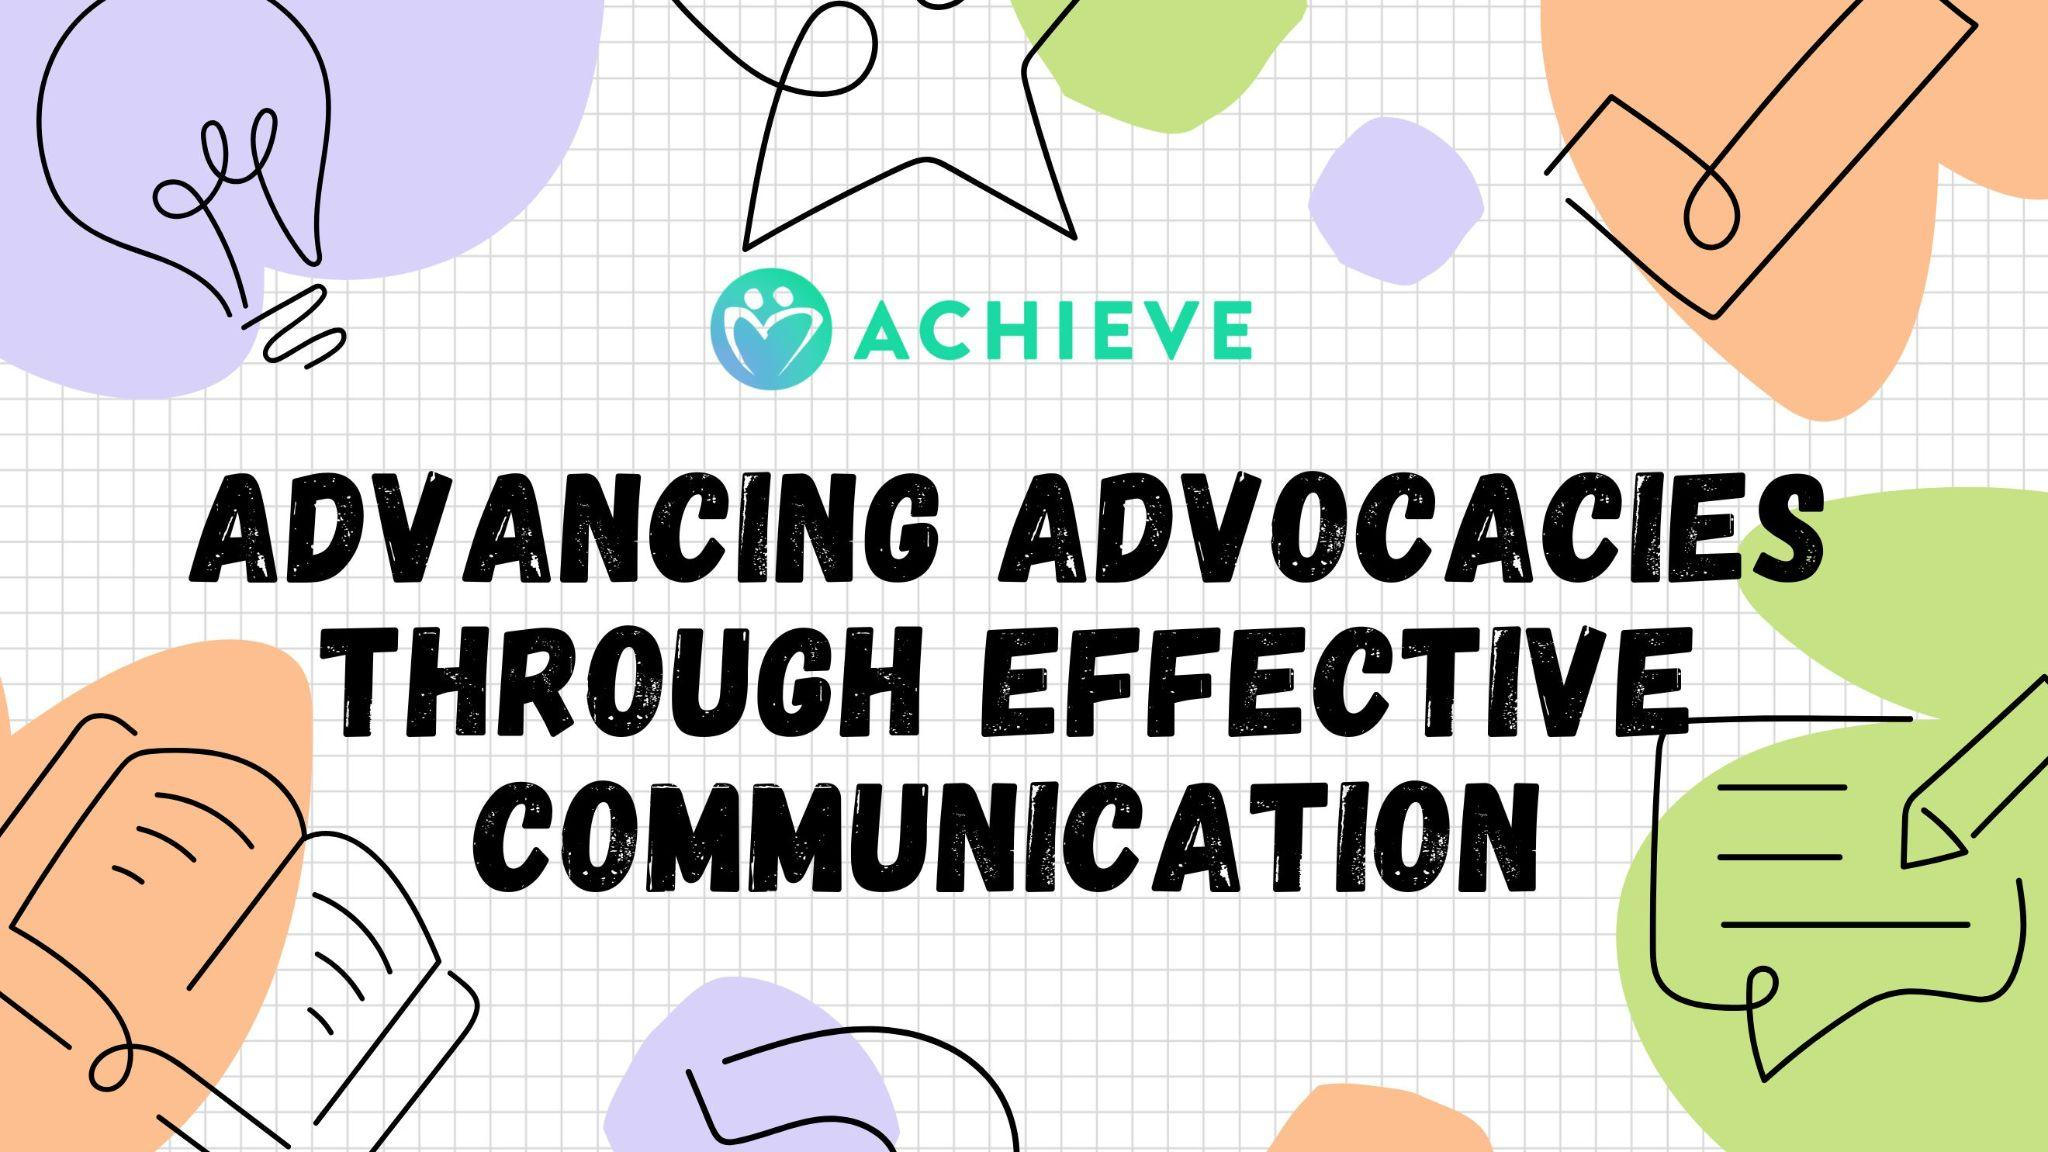 ACHIEVE
ADVANCING ADVOCACIES
THROUGH EFFECTIVE
COMMUNICATION